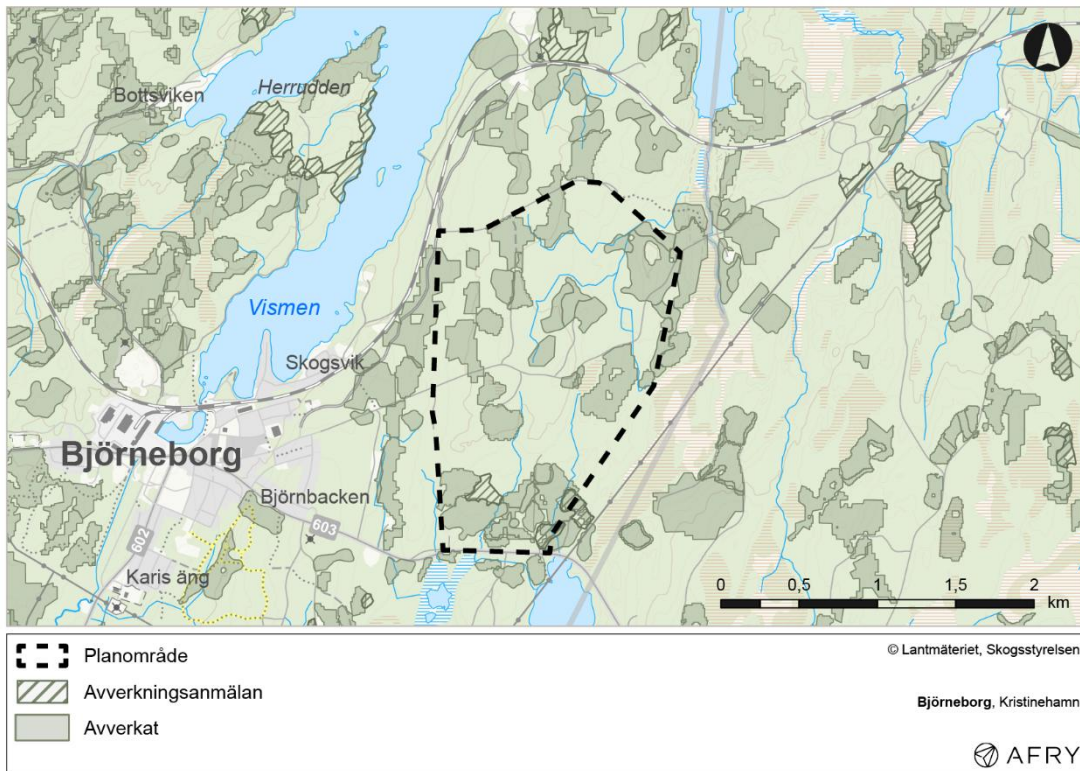 Bottsviken
Herrudden
Vismen
Skogsvik
Björneborg
Björnbacken
603
602
Karis äng
0 0,5 1 1,5 2
km
Planområde
Avverkningsanmälan
Avverkat
© Lantmäteriet, Skogsstyrelsen
Björneborg, Kristinehamn
AFRY